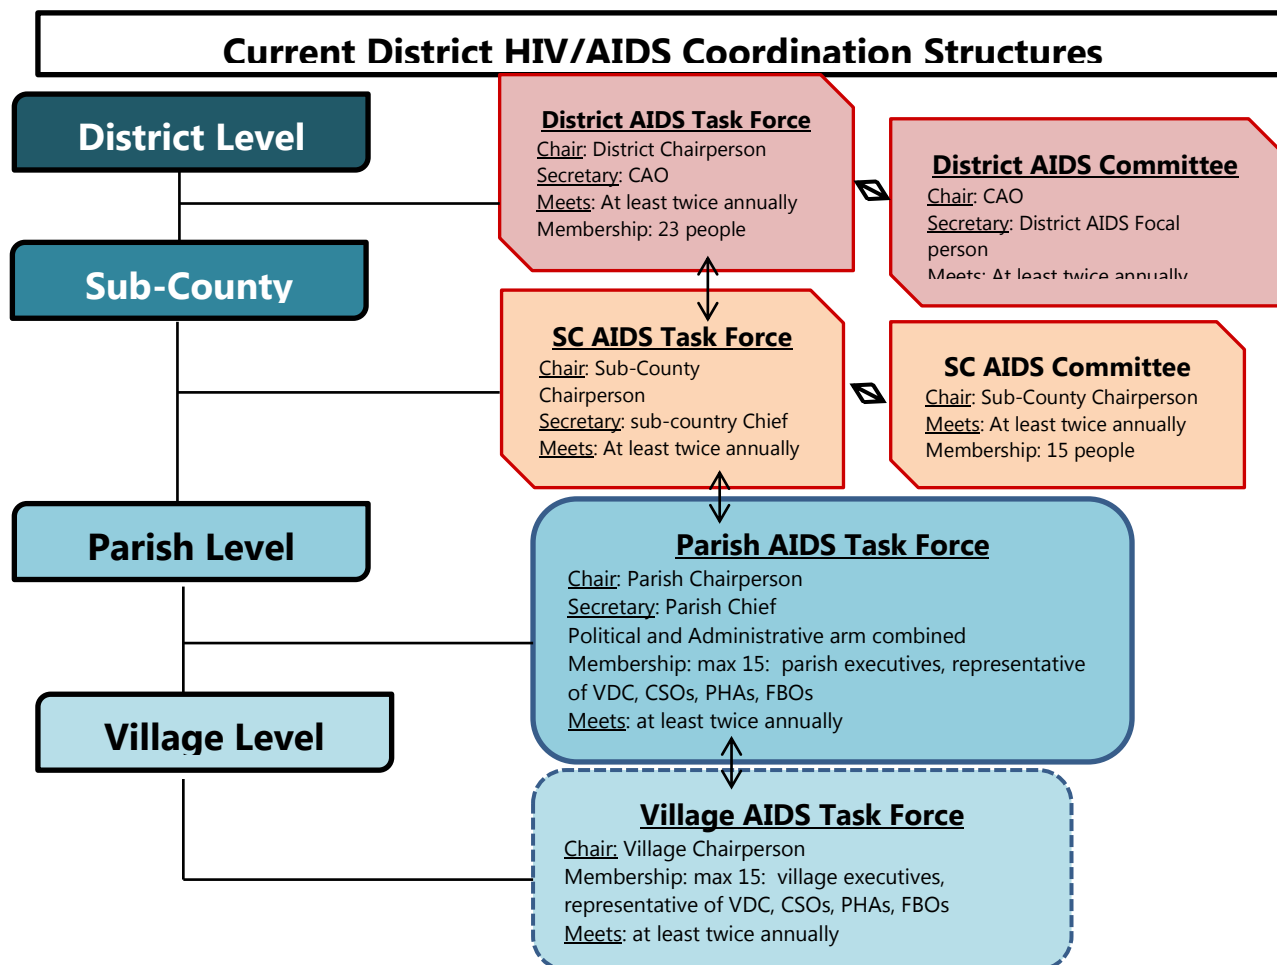 Current District HIV/AIDS Coordination Structures
District Level
District AIDS Task Force
Chair: District Chairperson
Secretary: CAO
Meets: At least twice annually
Membership: 23 people
District AIDS Committee
Chair: CAO
Secretary: District AIDS Focal
person
Meets: At least twice annually
Sub-County
SC AIDS Task Force
Chair: Sub-County
Chairperson
Secretary: sub-country Chief
Meets: At least twice annually
SC AIDS Committee
Chair: Sub-County Chairperson
Meets: At least twice annually
Membership: 15 people
Parish Level
Parish AIDS Task Force
Chair: Parish Chairperson
Secretary: Parish Chief
Political and Administrative arm combined
Membership: max 15:  parish executives, representative
of VDC, CSOs, PHAs, FBOs
Meets: at least twice annually
Village Level
Village AIDS Task Force
Chair: Village Chairperson
Membership: max 15:  village executives,
representative of VDC, CSOs, PHAs, FBOs
Meets: at least twice annually